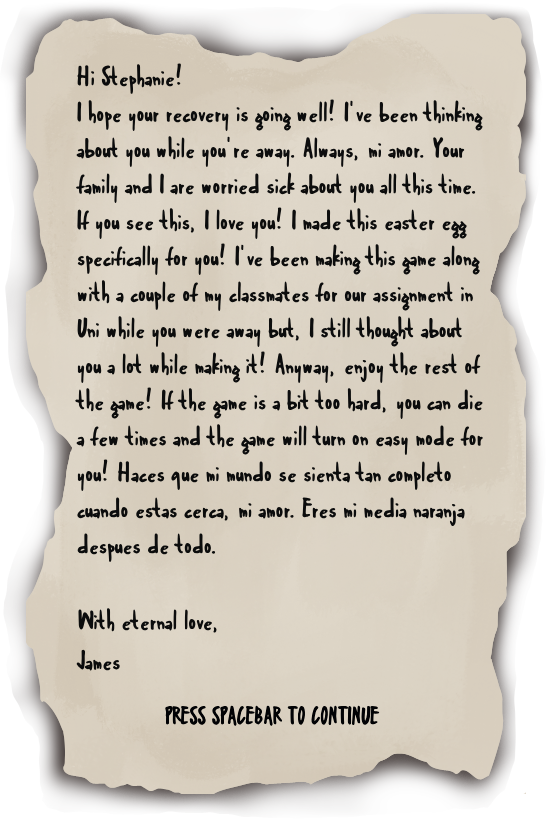 Hi Stephanie!
I hope your recovery is going well! I've been thinking
about you while you're away. Always, mi amor. Your
family and I are worried sick about you all this time.
If you see this, I love you! I made this easter egg
specifically for you! I've been making this game along
with a couple of my classmates for our assignment in
Uni while you were away but, I still thought about
you a lot while making it! Anyway, enjoy the rest of
the game! If the game is a bit too hard, you can die
a few times and the game will turn on easy mode for
you! Haces que mi mundo se sienta tan completo
cuando estas cerca, mi amor. Eres mi media naranja
despues de todo.
With eternal love,
James
PRESS SPACEBAR TO CONTINUE